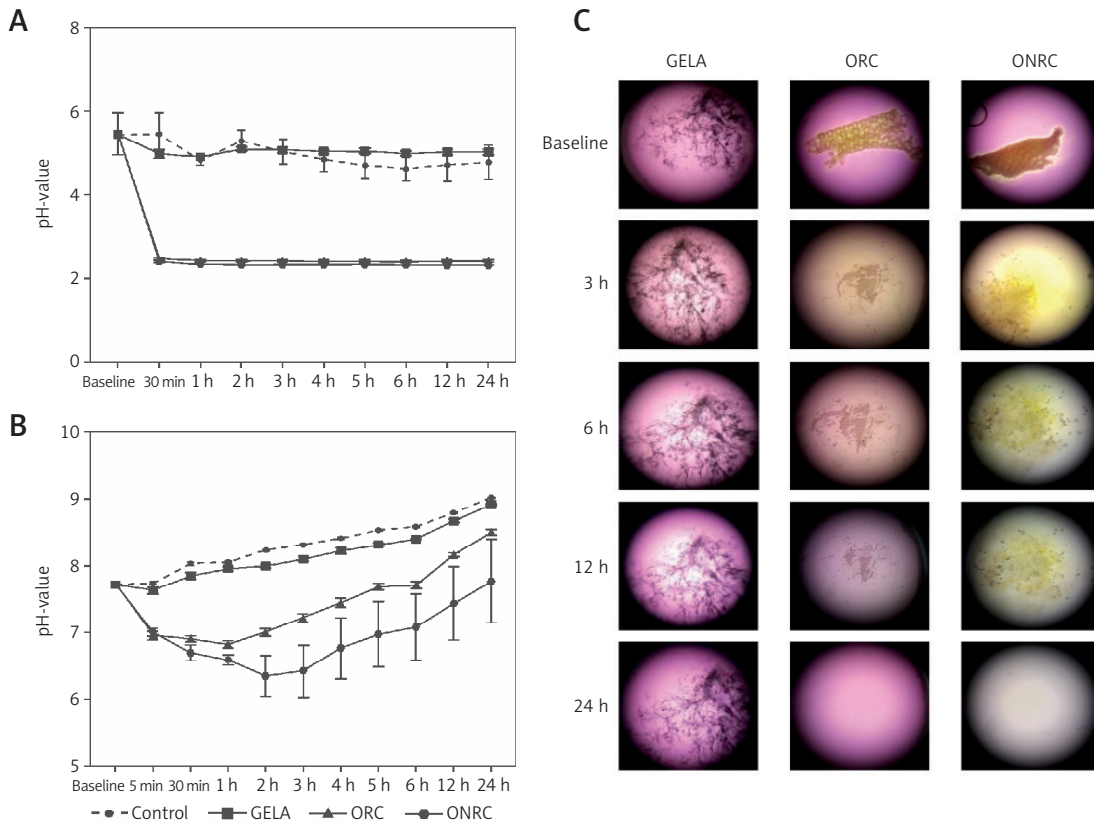 A
8
6
4
2
0
pH-value
Baseline 30 min 1 h 2 h 3 h 4 h 5 h 6 h 12 h 24 h
B
10
9
8
7
6
5
pH-value
Baseline 5 min 30 min 1 h 2 h 3 h 4 h 5 h 6 h 12 h 24 h
Control GELA ORC ONRC
C
GELA ORC ONRC
Baseline
3 h
6 h
12 h
24 h